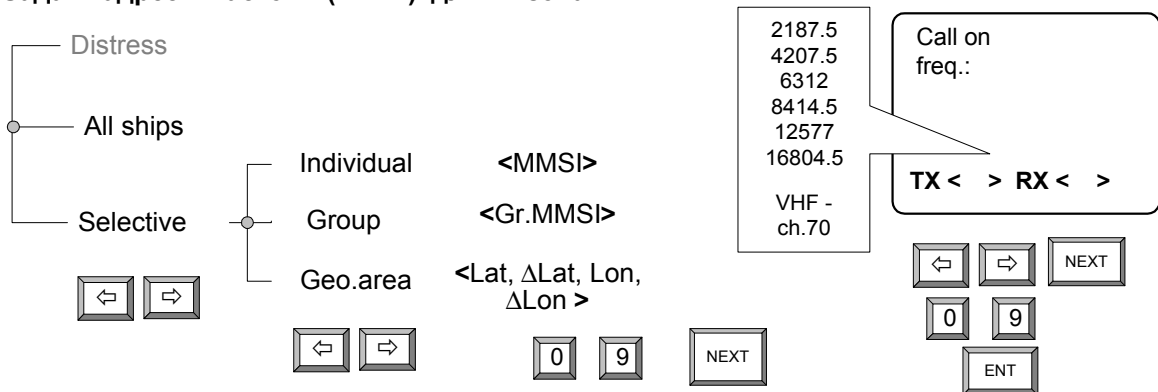 Distress
All ships
Selective
Individual
Group
Geo.area
<MMSI>
<Gr.MMSI>
<Lat, ∆Lat, Lon,
∆Lon >
⇦ ⇨
⇦ ⇨
0 9 NEXT
2187.5
4207.5
6312
8414.5
12577
16804.5
VHF -
ch.70
Call on
freq.:
TX < > RX < >
⇦ ⇨ NEXT
0 9
ENT